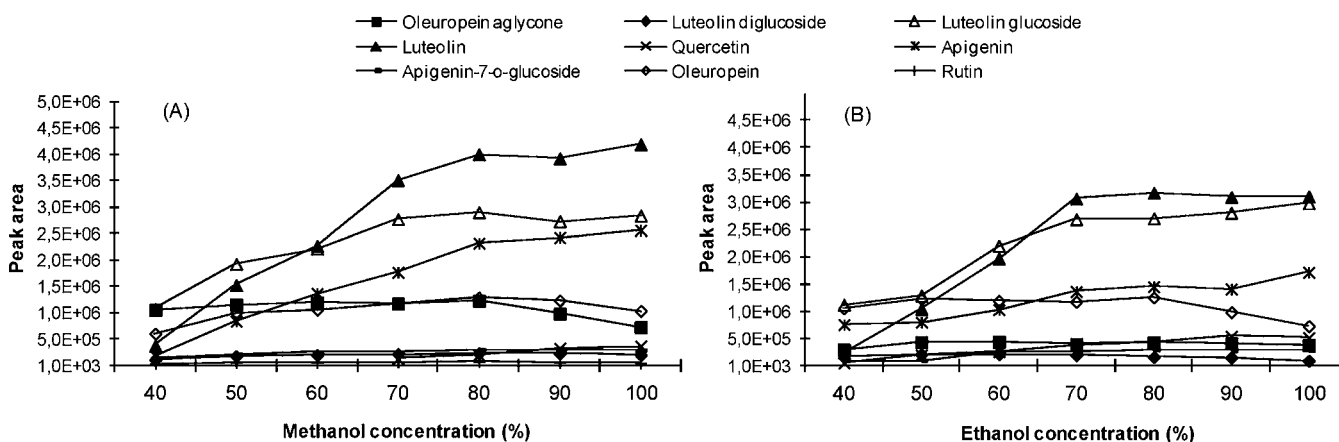 Oleuropein aglycone Luteolin diglucoside Luteolin glucoside
Luteolin Quercetin Apigenin
Apigenin-7-o-glucoside Oleuropein Rutin
(A)
Peak area
5,0E+06
4,5E+06
4,0E+06
3,5E+06
3,0E+06
2,5E+06
2,0E+06
1,5E+06
1,0E+06
5,0E+05
1,0E+03
40 50 60 70 80 90 100
Methanol concentration (%)
(B)
Peak area
4,5E+06
4,0E+06
3,5E+06
3,0E+06
2,5E+06
2,0E+06
1,5E+06
1,0E+06
5,0E+05
1,0E+03
40 50 60 70 80 90 100
Ethanol concentration (%)